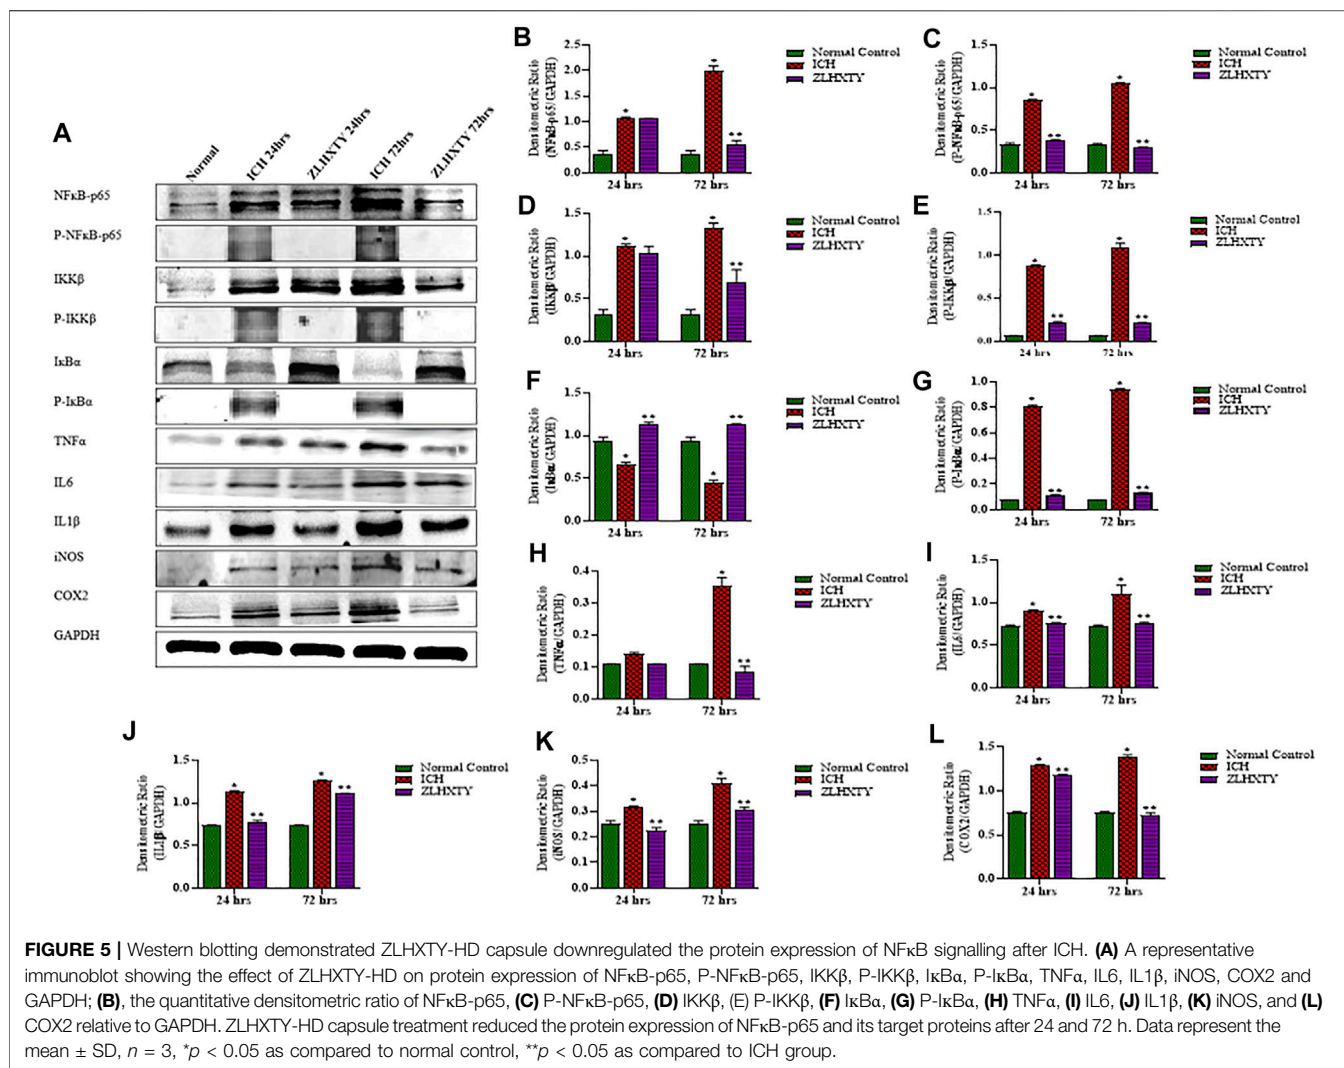 A
Normal
ICH 24hrs
ZLHXTY 24hrs
ICH 72hrs
ZLHXTY 72hrs
NFκB-p65
P-NFκB-p65
IKKβ
P-IKKβ
IκBα
P-IκBα
TNFα
IL6
IL1β
iNOS
COX2
GAPDH
B
Densitometric Ratio
(NFκB-p65/GAPDH)
2.5
2.0
1.5
1.0
0.5
0.0
*
*
**
24 hrs
72 hrs
Normal Control
ICH
ZLHXTY
C
Densitometric Ratio
(P-NFκB-p65/GAPDH)
1.5
1.0
0.5
0.0
*
**
*
**
24 hrs
72 hrs
Normal Control
ICH
ZLHXTY
D
Densitometric Ratio
(IKKβ/GAPDH)
1.5
1.0
0.5
0.0
*
*
**
24 hrs
72 hrs
Normal Control
ICH
ZLHXTY
E
Densitometric Ratio
(P-IKKβ/GAPDH)
1.5
1.0
0.5
0.0
*
**
*
**
24 hrs
72 hrs
Normal Control
ICH
ZLHXTY
F
Densitometric Ratio
(IκBα/GAPDH)
1.5
1.0
0.5
0.0
*
**
*
**
24 hrs
72 hrs
Normal Control
ICH
ZLHXTY
G
Densitometric Ratio
(P-IκBα/GAPDH)
1.0
0.8
0.6
0.4
0.2
0.0
*
**
*
**
24 hrs
72 hrs
Normal Control
ICH
ZLHXTY
H
Densitometric Ratio
(TNFα/GAPDH)
0.4
0.3
0.2
0.1
0.0
*
*
**
24 hrs
72 hrs
Normal Control
ICH
ZLHXTY
I
Densitometric Ratio
(IL6/GAPDH)
1.5
1.0
0.5
0.0
*
**
*
**
24 hrs
72 hrs
Normal Control
ICH
ZLHXTY
J
Densitometric Ratio
(IL1β/GAPDH)
1.5
1.0
0.5
0.0
*
**
*
**
24 hrs
72 hrs
Normal Control
ICH
ZLHXTY
K
Densitometric Ratio
(iNOS/GAPDH)
0.5
0.4
0.3
0.2
0.1
0.0
*
**
*
**
24 hrs
72 hrs
Normal Control
ICH
ZLHXTY
L
Densitometric Ratio
(COX2/GAPDH)
1.5
1.0
0.5
0.0
*
**
*
**
24 hrs
72 hrs
Normal Control
ICH
ZLHXTY
FIGURE 5 | Western blotting demonstrated ZLHXTY-HD capsule downregulated the protein expression of NFκB signalling after ICH. (A) A representative
immunoblot showing the effect of ZLHXTY-HD on protein expression of NFκB-p65, P-NFκB-p65, IKKβ, P-IKKβ, IκBα, P-IκBα, TNFα, IL6, IL1β, iNOS, COX2 and
GAPDH; (B), the quantitative densitometric ratio of NFκB-p65, (C) P-NFκB-p65, (D) IKKβ, (E) P-IKKβ, (F) IκBα, (G) P-IκBα, (H) TNFα, (I) IL6, (J) IL1β, (K) iNOS, and (L)
COX2 relative to GAPDH. ZLHXTY-HD capsule treatment reduced the protein expression of NFκB-p65 and its target proteins after 24 and 72 h. Data represent the
mean ± SD, n = 3, *p < 0.05 as compared to normal control, **p < 0.05 as compared to ICH group.